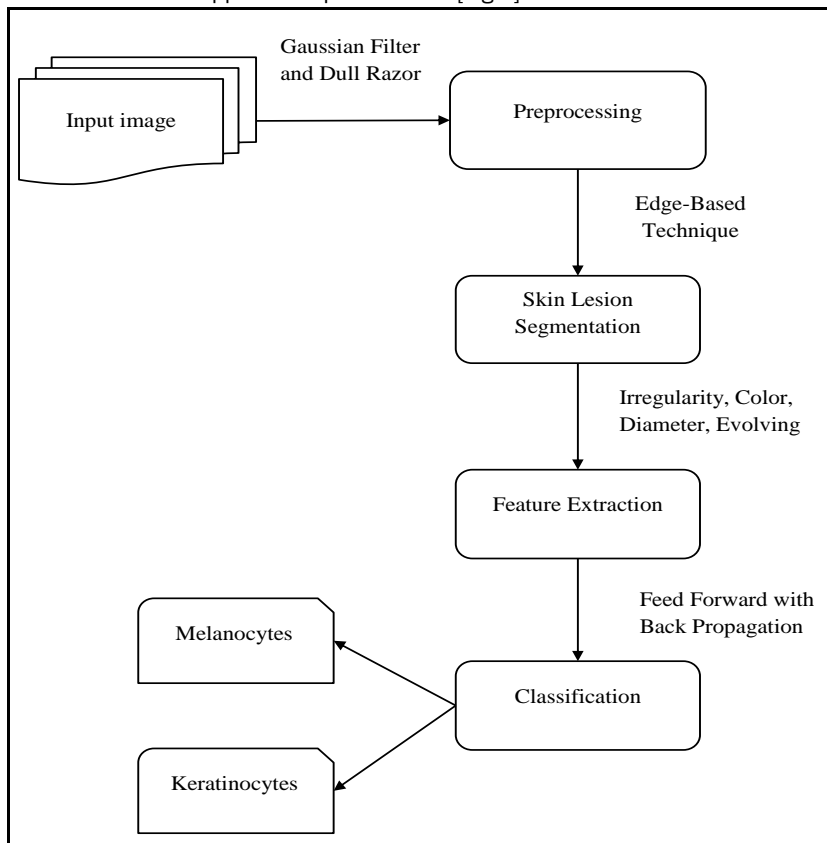 Gaussian Filter
and Dull Razor
Input image
Preprocessing
Edge-Based
Technique
Skin Lesion
Segmentation
Irregularity, Color,
Diameter, Evolving
Feature Extraction
Feed Forward with
Back Propagation
Melanocytes
Classification
Keratinocytes